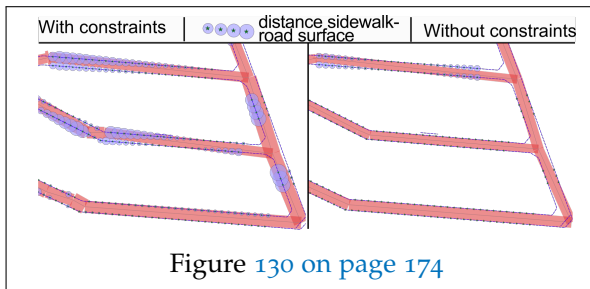 With constraints
distance sidewalk-
road surface
Without constraints
Figure 130 on page 174